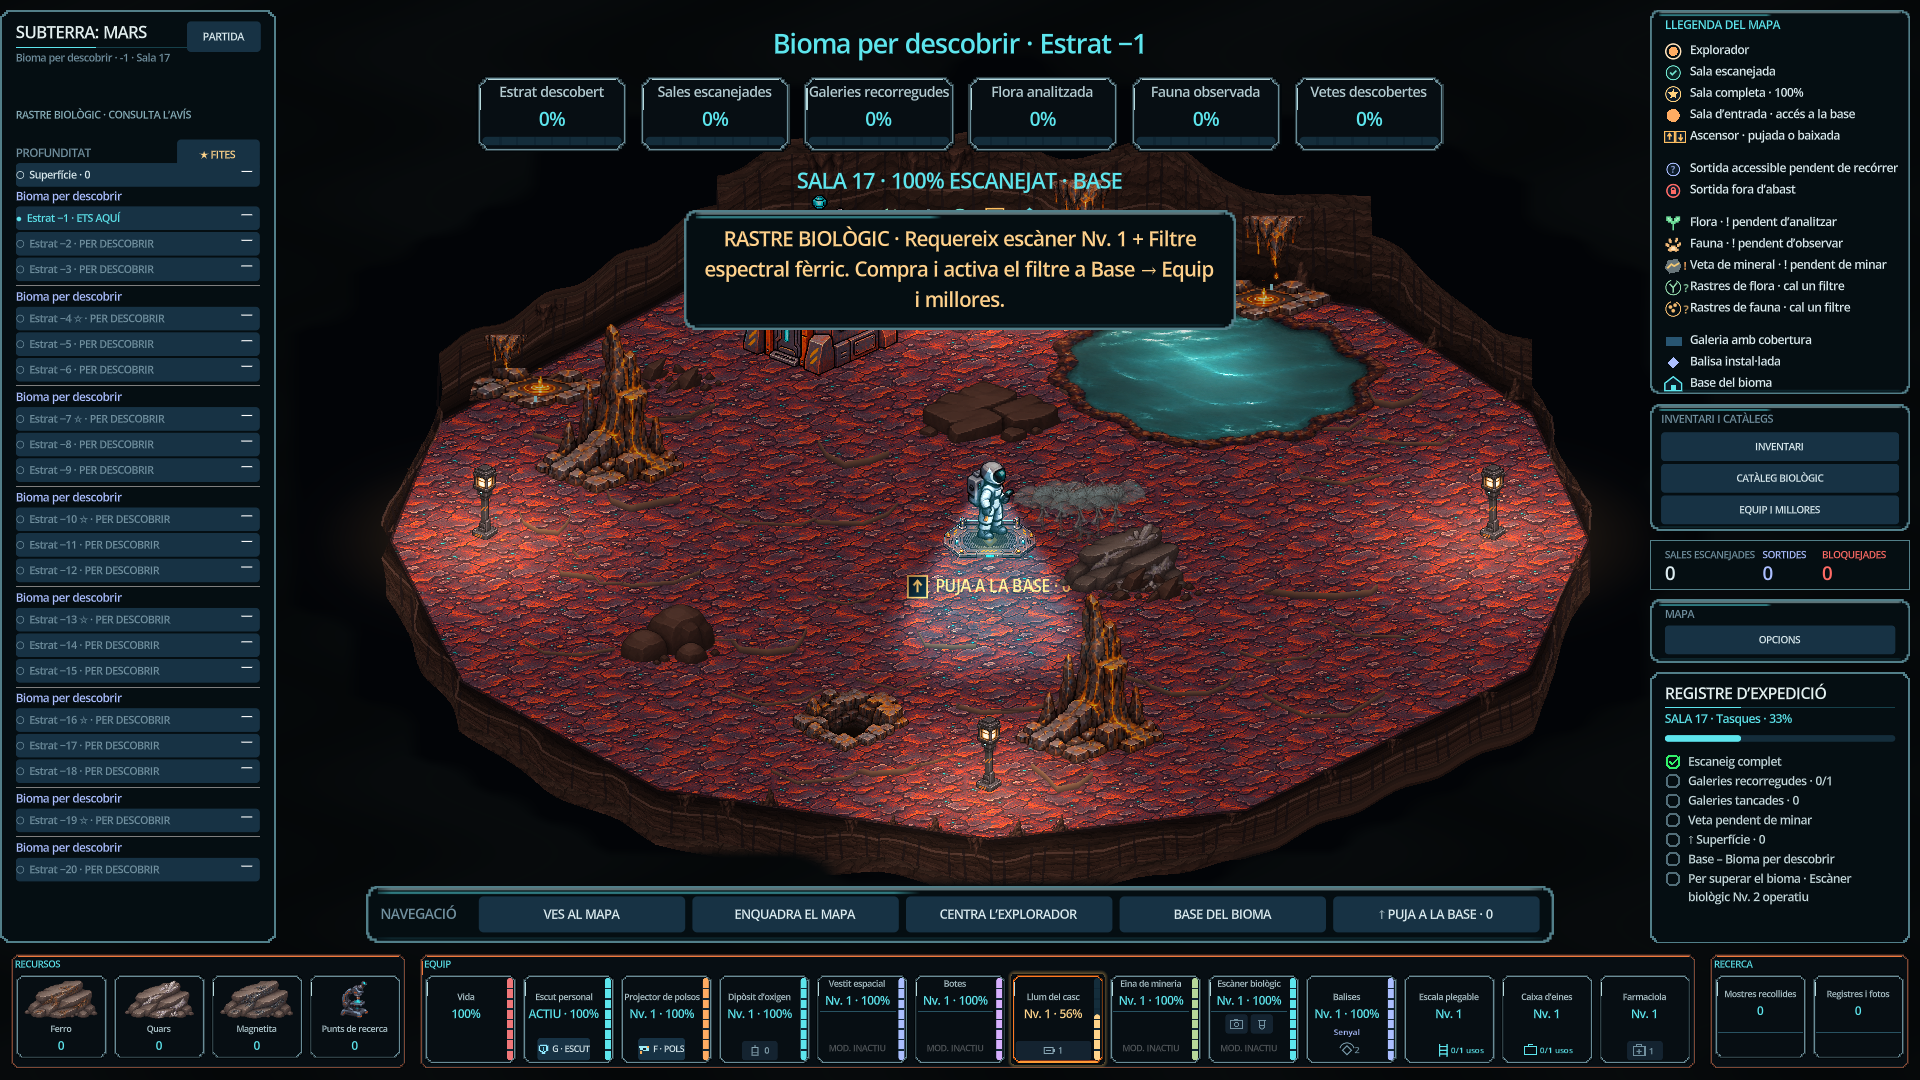 SUBTERRA: MARS
PARTIDA
Bioma per descobrir · -1 · Sala 17
RASTRE BIOLÒGIC · CONSULTA L'AVÍS
PROFUNDITAT
★ FITES
Superfície · 0 —
Bioma per descobrir
Estrat −1 · ETS AQUÍ —
Estrat −2 · PER DESCOBRIR —
Estrat −3 · PER DESCOBRIR —
Bioma per descobrir
Estrat −4 ☆ · PER DESCOBRIR —
Estrat −5 · PER DESCOBRIR —
Estrat −6 · PER DESCOBRIR —
Bioma per descobrir
Estrat −7 ☆ · PER DESCOBRIR —
Estrat −8 · PER DESCOBRIR —
Estrat −9 · PER DESCOBRIR —
Bioma per descobrir
Estrat −10 ☆ · PER DESCOBRIR —
Estrat −11 · PER DESCOBRIR —
Estrat −12 · PER DESCOBRIR —
Bioma per descobrir
Estrat −13 ☆ · PER DESCOBRIR —
Estrat −14 · PER DESCOBRIR —
Estrat −15 · PER DESCOBRIR —
Bioma per descobrir
Estrat −16 ☆ · PER DESCOBRIR —
Estrat −17 · PER DESCOBRIR —
Estrat −18 · PER DESCOBRIR —
Bioma per descobrir
Estrat −19 ☆ · PER DESCOBRIR —
Bioma per descobrir
Estrat −20 · PER DESCOBRIR —
Bioma per descobrir · Estrat −1
Estrat descobert
0%
Sales escanejades
0%
Galeries recorregudes
0%
Flora analitzada
0%
Fauna observada
0%
Vetes descobertes
0%
SALA 17 · 100% ESCANEJAT · BASE
RASTRE BIOLÒGIC · Requereix escàner Nv. 1 + Filtre
espectral fèrric. Compra i activa el filtre a Base → Equip
i millores.
↑ PUJA A LA BASE · 0
NAVEGACIÓ
VES AL MAPA
ENQUADRA EL MAPA
CENTRA L'EXPLORADOR
BASE DEL BIOMA
↑ PUJA A LA BASE · 0
LLEGENDA DEL MAPA
Explorador
Sala escanejada
Sala completa · 100%
Sala d'entrada · accés a la base
Ascensor · pujada o baixada
? Sortida accessible pendent de recórrer
Sortida fora d'abast
Flora · ! pendent d'analitzar
Fauna · ! pendent d'observar
! Veta de mineral · ! pendent de minar
? Rastres de flora · cal un filtre
? Rastres de fauna · cal un filtre
Galeria amb cobertura
Balisa instal·lada
Base del bioma
INVENTARI I CATÀLEGS
INVENTARI
CATÀLEG BIOLÒGIC
EQUIP I MILLORES
SALES ESCANEJADES
0
SORTIDES
0
BLOQUEJADES
0
MAPA
OPCIONS
REGISTRE D'EXPEDICIÓ
SALA 17 · Tasques · 33%
Escaneig complet
Galeries recorregudes · 0/1
Galeries tancades · 0
Veta pendent de minar
↑ Superfície · 0
Base – Bioma per descobrir
Per superar el bioma · Escàner
biològic Nv. 2 operatiu
RECURSOS
Ferro
0
Quars
0
Magnetita
0
Punts de recerca
0
EQUIP
Vida
100%
Escut personal
ACTIU · 100%
G · ESCUT
Projector de polsos
Nv. 1 · 100%
F · POLS
Dipòsit d'oxigen
Nv. 1 · 100%
0
Vestit espacial
Nv. 1 · 100%
MOD. INACTIU
Botes
Nv. 1 · 100%
MOD. INACTIU
Llum del casc
Nv. 1 · 56%
1
Eina de mineria
Nv. 1 · 100%
MOD. INACTIU
Escàner biològic
Nv. 1 · 100%
MOD. INACTIU
Balises
Nv. 1 · 100%
Senyal
2
Escala plegable
Nv. 1
0/1 usos
Caixa d'eines
Nv. 1
0/1 usos
Farmaciola
Nv. 1
1
RECERCA
Mostres recollides
0
Registres i fotos
0